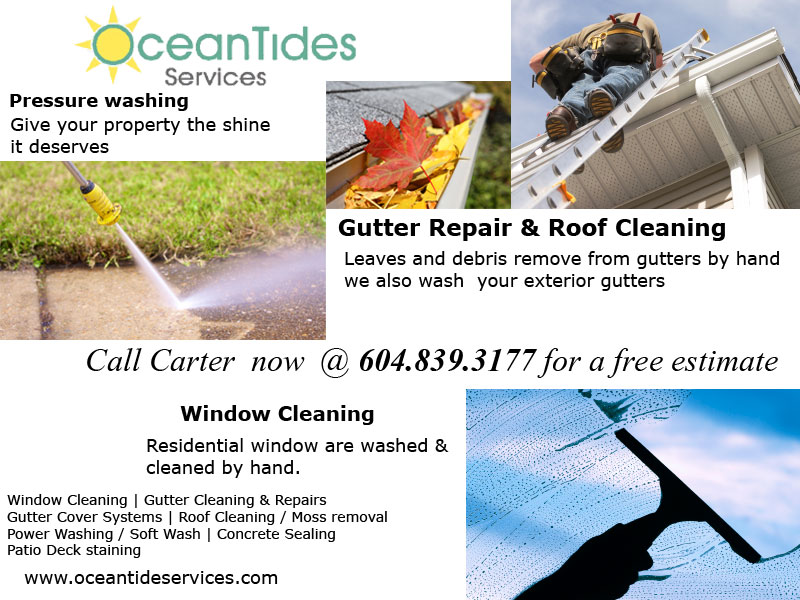 OceanTides
Services
Pressure washing
Give your property the shine
it deserves
Gutter Repair & Roof Cleaning
Leaves and debris remove from gutters by hand
we also wash  your exterior gutters
Call Carter  now  @ 604.839.3177 for a free estimate
Window Cleaning
Residential window are washed &
cleaned by hand.
Window Cleaning | Gutter Cleaning & Repairs
Gutter Cover Systems | Roof Cleaning / Moss removal
Power Washing / Soft Wash | Concrete Sealing
Patio Deck staining
www.oceantideservices.com